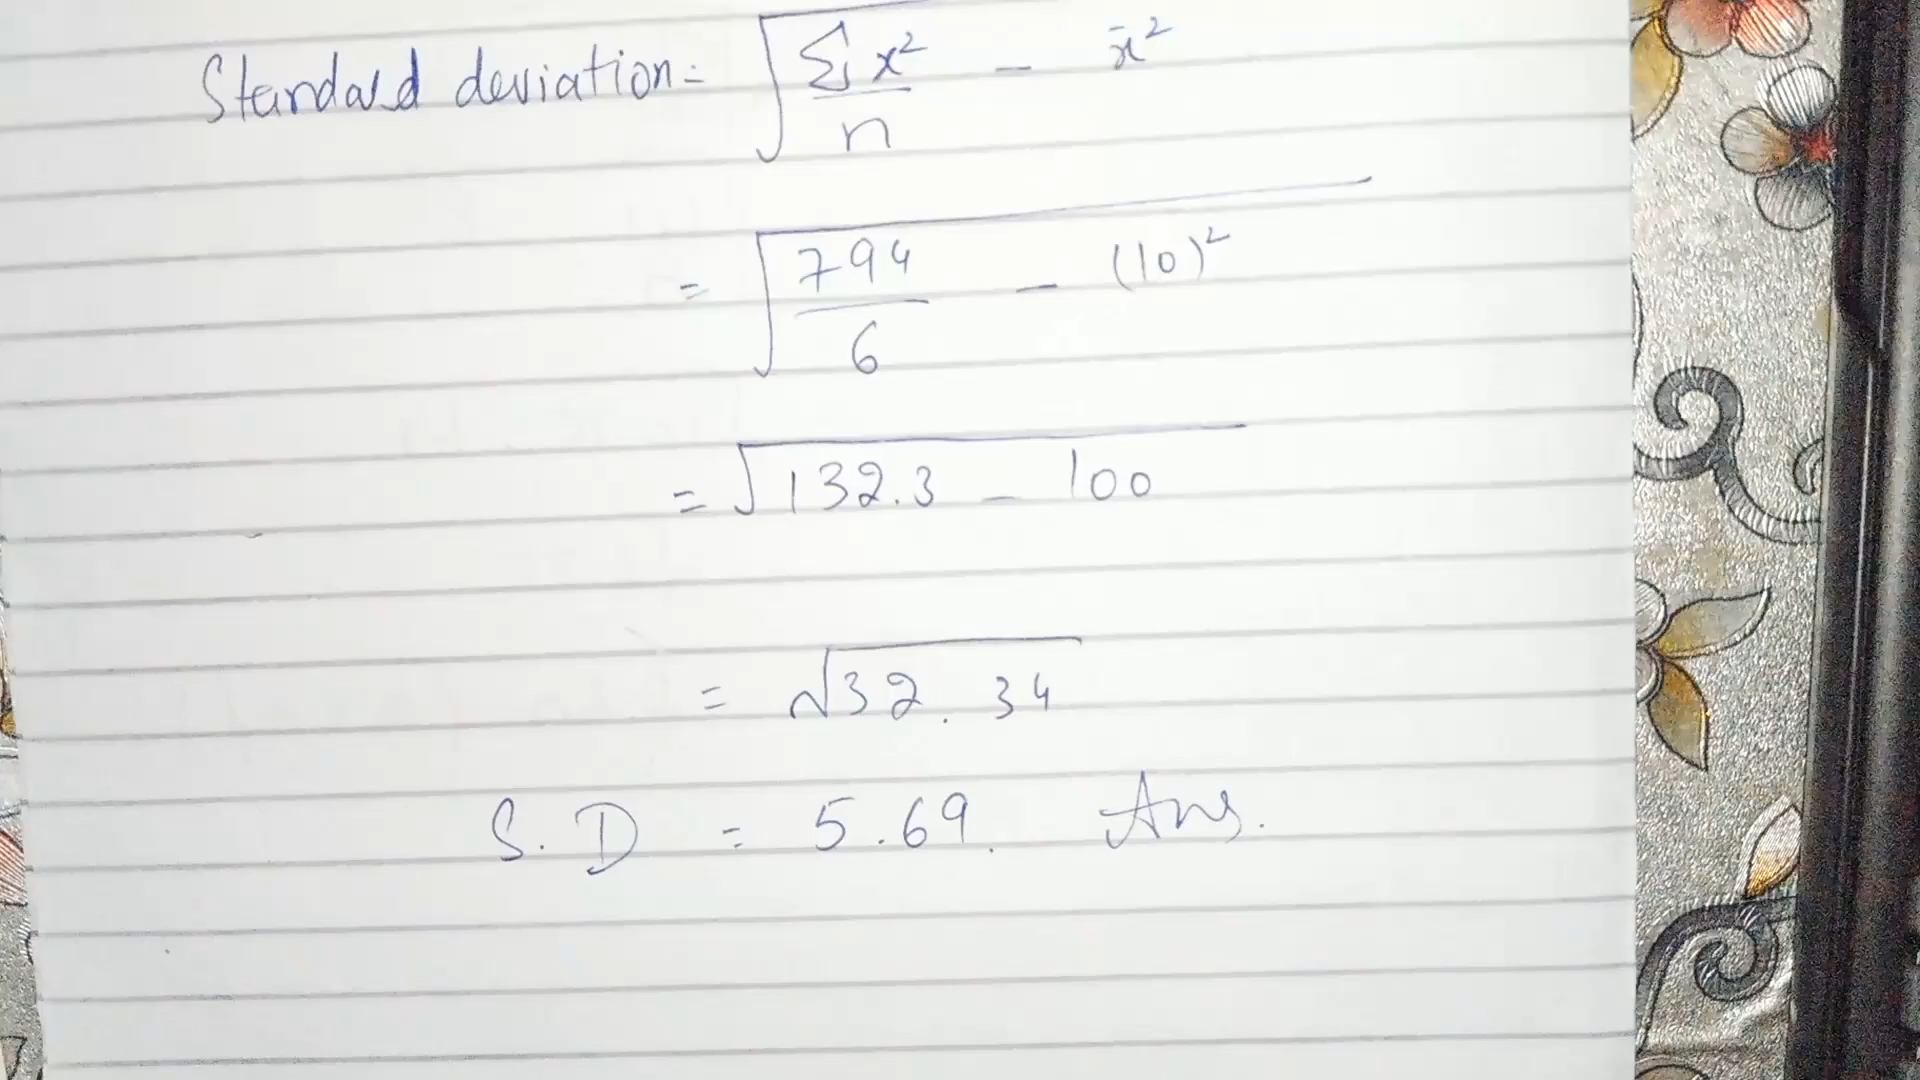 Standard deviation = √ Σx² / n - x̄²
= √ 794 / 6 - (10)²
= √ 132.3 - 100
= √ 32.34
S.D = 5.69. Ans.